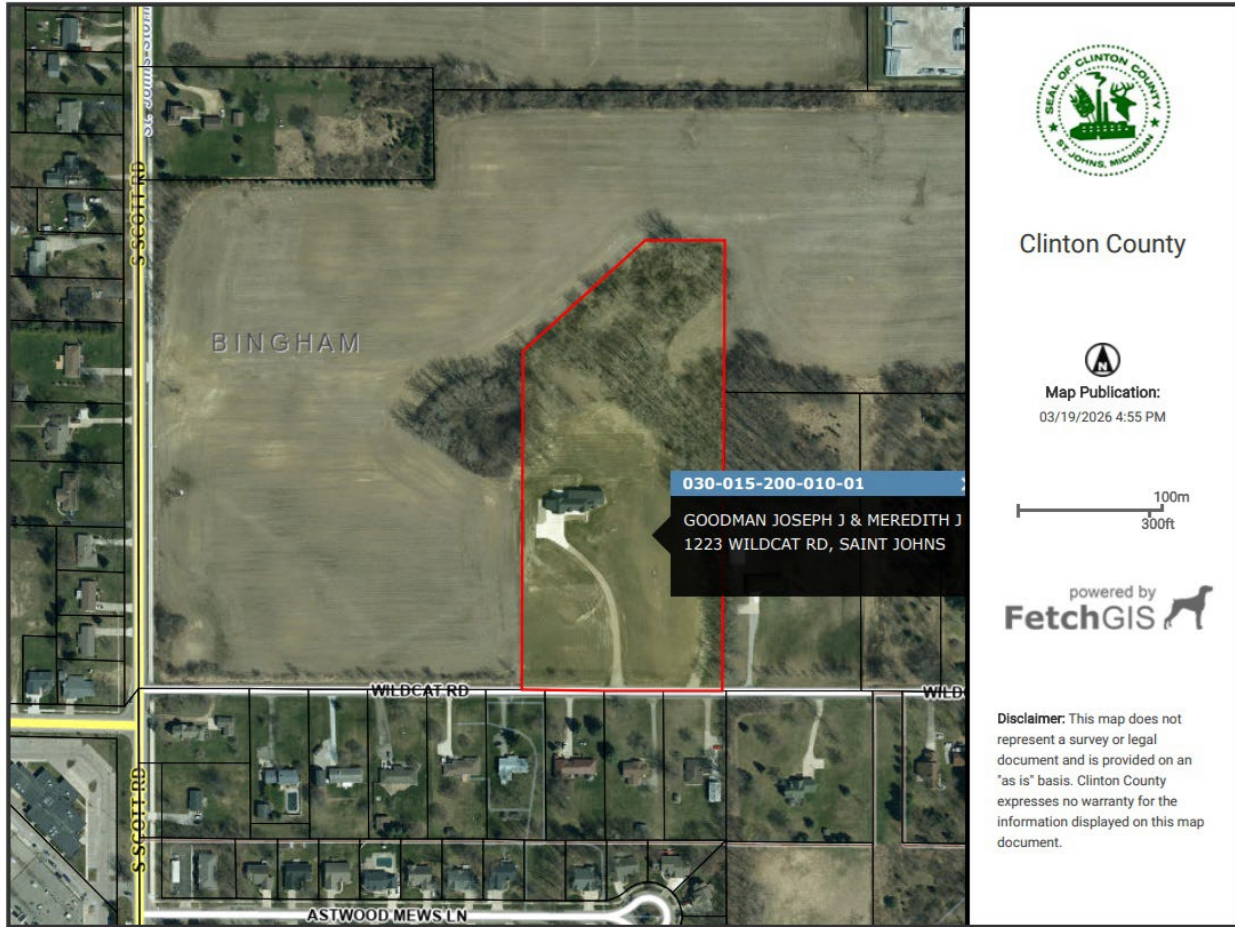 St. Johns-Stor
S SCOTT RD
BINGHAM
030-015-200-010-01
GOODMAN JOSEPH J & MEREDITH J
1223 WILDCAT RD, SAINT JOHNS
WILDCAT RD
WILD
S SCOTT RD
ASTWOOD MEWS LN
SEAL OF CLINTON COUNTY
ST. JOHNS, MICHIGAN
Clinton County
N
Map Publication:
03/19/2026 4:55 PM
100m
300ft
powered by
FetchGIS
Disclaimer: This map does not
represent a survey or legal
document and is provided on an
"as is" basis. Clinton County
expresses no warranty for the
information displayed on this map
document.